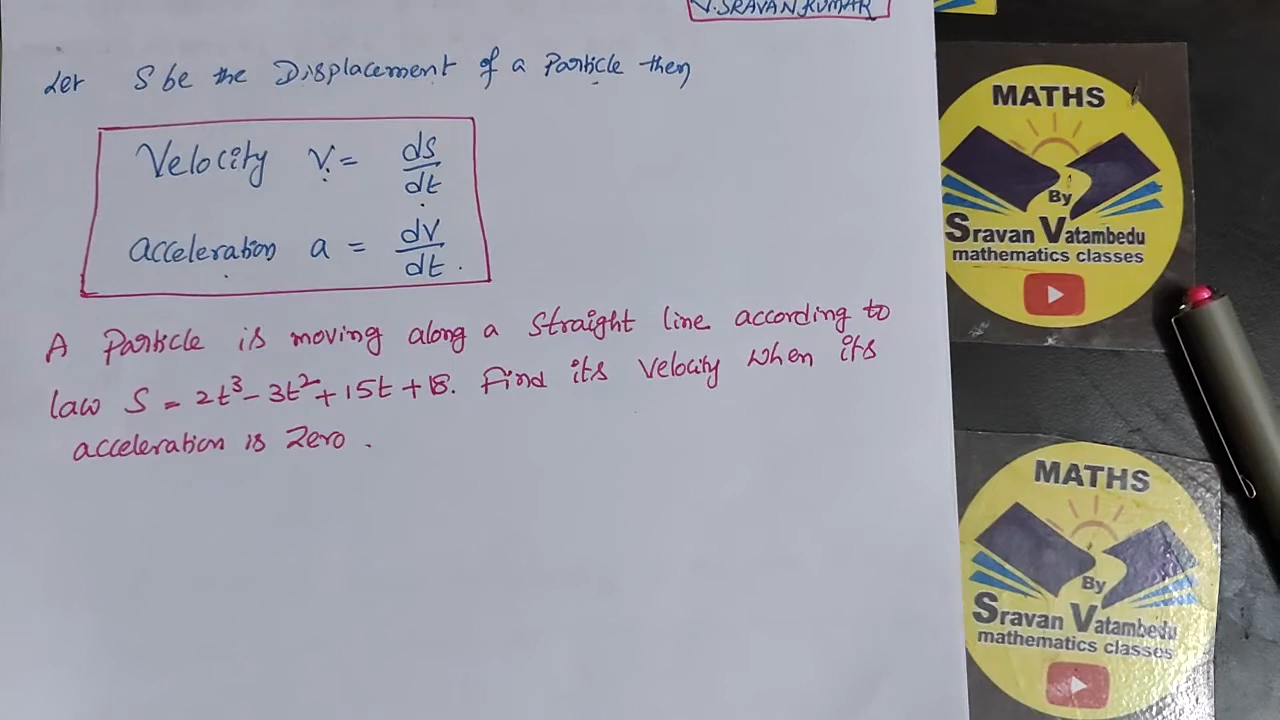 V.SRAVAN KUMAR
Let S be the Displacement of a Particle then
Velocity V = ds/dt
acceleration a = dv/dt.
A Particle is moving along a straight line according to
law S = 2t³ - 3t² + 15t + 18. Find its Velocity when its
acceleration is Zero.
MATHS
By
Sravan Vatambedu
mathematics classes
MATHS
By
Sravan Vatambedu
mathematics classes